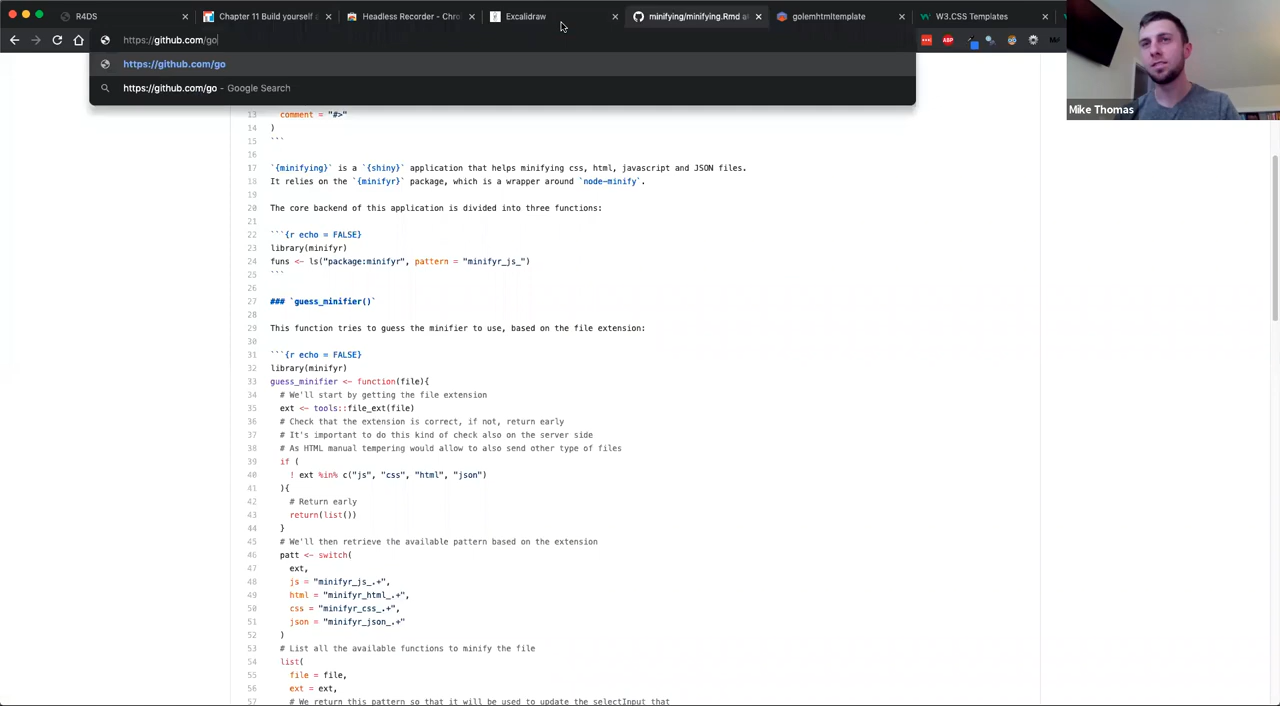 R4DS
Chapter 11 Build yourself a
Headless Recorder - Chro
Excalidraw
minifying/minifying.Rmd a
golemhtmltemplate
W3.CSS Templates
https://github.com/go
ABP
https://github.com/go
https://github.com/go - Google Search
Mike Thomas
13 comment = "#>"
14 )
15 ```
16
17 `{minifying}` is a `{shiny}` application that helps minifying css, html, javascript and JSON files.
18 It relies on the `{minifyr}` package, which is a wrapper around `node-minify`.
19
20 The core backend of this application is divided into three functions:
21
22 ```{r echo = FALSE}
23 library(minifyr)
24 funs <- ls("package:minifyr", pattern = "minifyr_js_")
25 ```
26
27 ### `guess_minifier()`
28
29 This function tries to guess the minifier to use, based on the file extension:
30
31 ```{r echo = FALSE}
32 library(minifyr)
33 guess_minifier <- function(file){
34 # We'll start by getting the file extension
35 ext <- tools::file_ext(file)
36 # Check that the extension is correct, if not, return early
37 # It's important to do this kind of check also on the server side
38 # As HTML manual tempering would allow to also send other type of files
39 if (
40 ! ext %in% c("js", "css", "html", "json")
41 ){
42 # Return early
43 return(list())
44 }
45 # We'll then retrieve the available pattern based on the extension
46 patt <- switch(
47 ext,
48 js = "minifyr_js_.+",
49 html = "minifyr_html_.+",
50 css = "minifyr_css_.+",
51 json = "minifyr_json_.+"
52 )
53 # List all the available functions to minify the file
54 list(
55 file = file,
56 ext = ext,
57 # We return this pattern so that it will be used to update the selectInput that